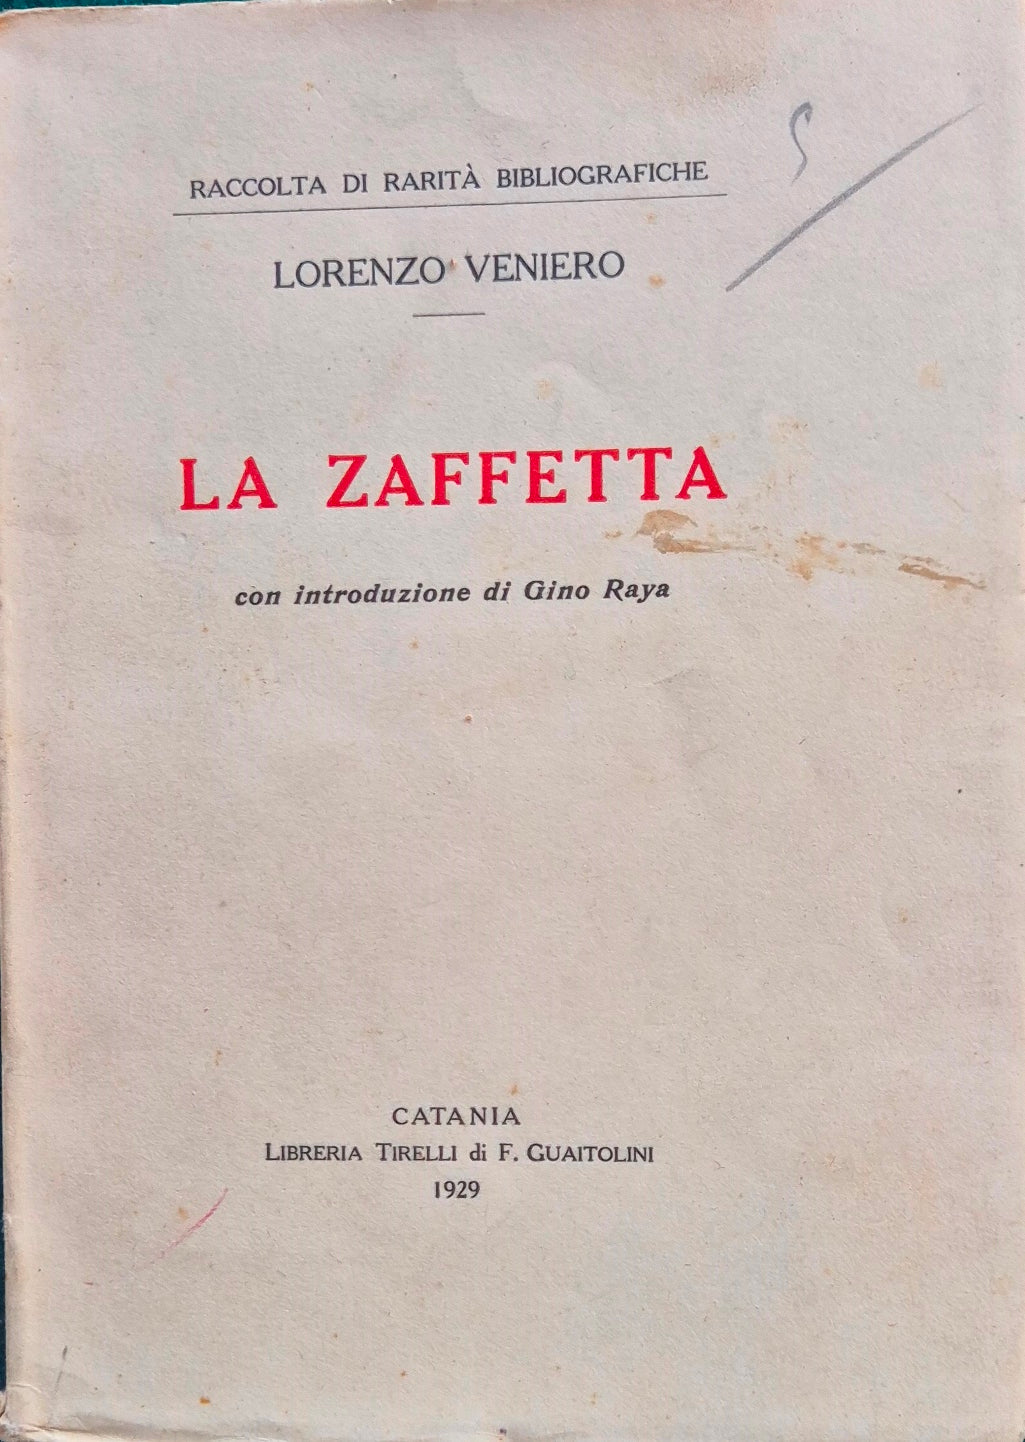 RACCOLTA DI RARITÀ BIBLIOGRAFICHE
LORENZO VENIERO
LA ZAFFETTA
con introduzione di Gino Raya
CATANIA
LIBRERIA TIRELLI di F. GUAITOLINI
1929